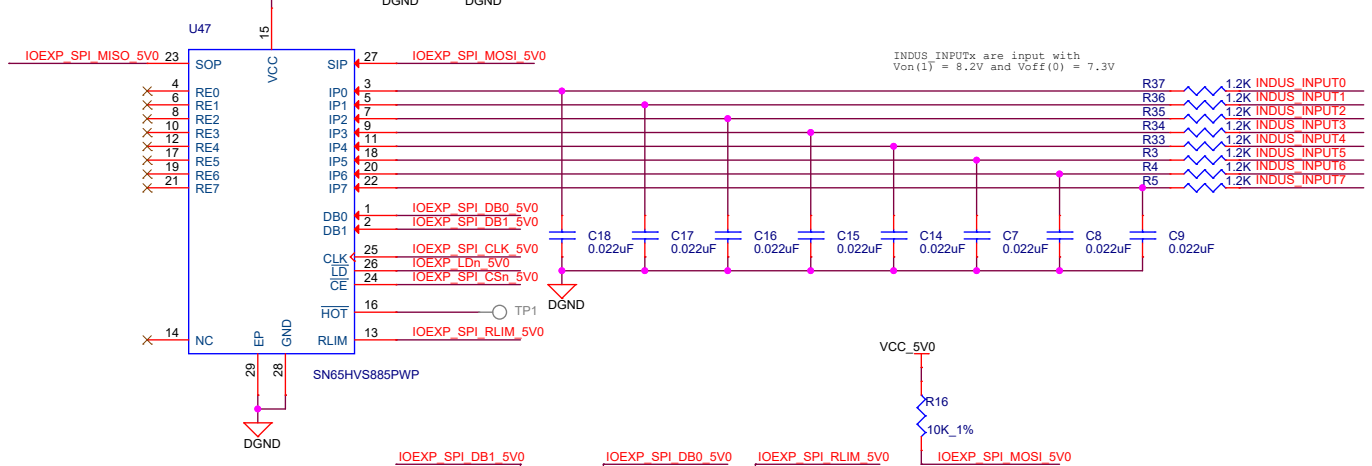 DGND DGND
U47
15
VCC
IOEXP_SPI_MISO_5V0 23 SOP SIP 27 IOEXP_SPI_MOSI_5V0
INDUS_INPUTx are input with
Von(1) = 8.2V and Voff(0) = 7.3V
4 RE0 IP0 3 R37 1.2K INDUS_INPUT0
6 RE1 IP1 5 R36 1.2K INDUS_INPUT1
8 RE2 IP2 7 R35 1.2K INDUS_INPUT2
10 RE3 IP3 9 R34 1.2K INDUS_INPUT3
12 RE4 IP4 11 R33 1.2K INDUS_INPUT4
17 RE5 IP5 18 R3 1.2K INDUS_INPUT5
19 RE6 IP6 20 R4 1.2K INDUS_INPUT6
21 RE7 IP7 22 R5 1.2K INDUS_INPUT7
DB0 1 IOEXP_SPI_DB0_5V0
DB1 2 IOEXP_SPI_DB1_5V0
C18 C17 C16 C15 C14 C7 C8 C9
0.022uF 0.022uF 0.022uF 0.022uF 0.022uF 0.022uF 0.022uF 0.022uF
CLK 25 IOEXP_SPI_CLK_5V0
LD 26 IOEXP_LDn_5V0
CE 24 IOEXP_SPI_CSn_5V0
DGND
HOT 16 TP1
14 NC EP GND RLIM 13 IOEXP_SPI_RLIM_5V0
29 28
SN65HVS885PWP
VCC_5V0
R16
10K_1%
DGND
IOEXP_SPI_DB1_5V0 IOEXP_SPI_DB0_5V0 IOEXP_SPI_RLIM_5V0 IOEXP_SPI_MOSI_5V0